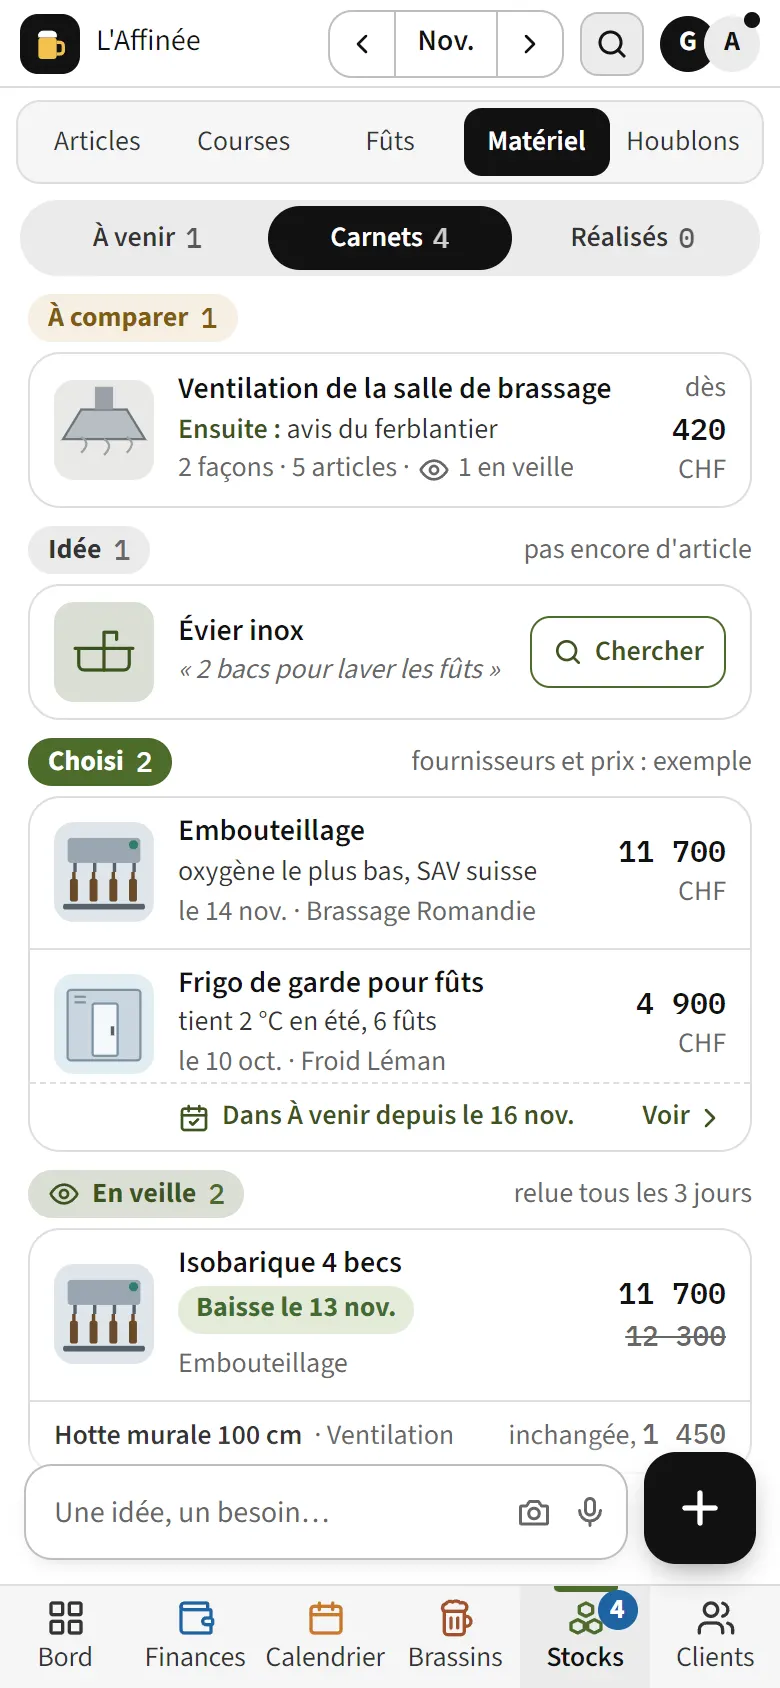 L'Affinée
Nov.
G
A
Articles
Courses
Fûts
Matériel
Houblons
À venir 1
Carnets 4
Réalisés 0
À comparer 1
Ventilation de la salle de brassage
Ensuite : avis du ferblantier
2 façons · 5 articles · 1 en veille
dès
420
CHF
Idée 1
pas encore d'article
Évier inox
« 2 bacs pour laver les fûts »
Chercher
Choisi 2
fournisseurs et prix : exemple
Embouteillage
oxygène le plus bas, SAV suisse
le 14 nov. · Brassage Romandie
11 700
CHF
Frigo de garde pour fûts
tient 2 °C en été, 6 fûts
le 10 oct. · Froid Léman
4 900
CHF
Dans À venir depuis le 16 nov.
Voir
En veille 2
relue tous les 3 jours
Isobarique 4 becs
Baisse le 13 nov.
Embouteillage
11 700
12 300
Hotte murale 100 cm · Ventilation
inchangée, 1 450
Une idée, un besoin…
Bord
Finances
Calendrier
Brassins
Stocks
4
Clients